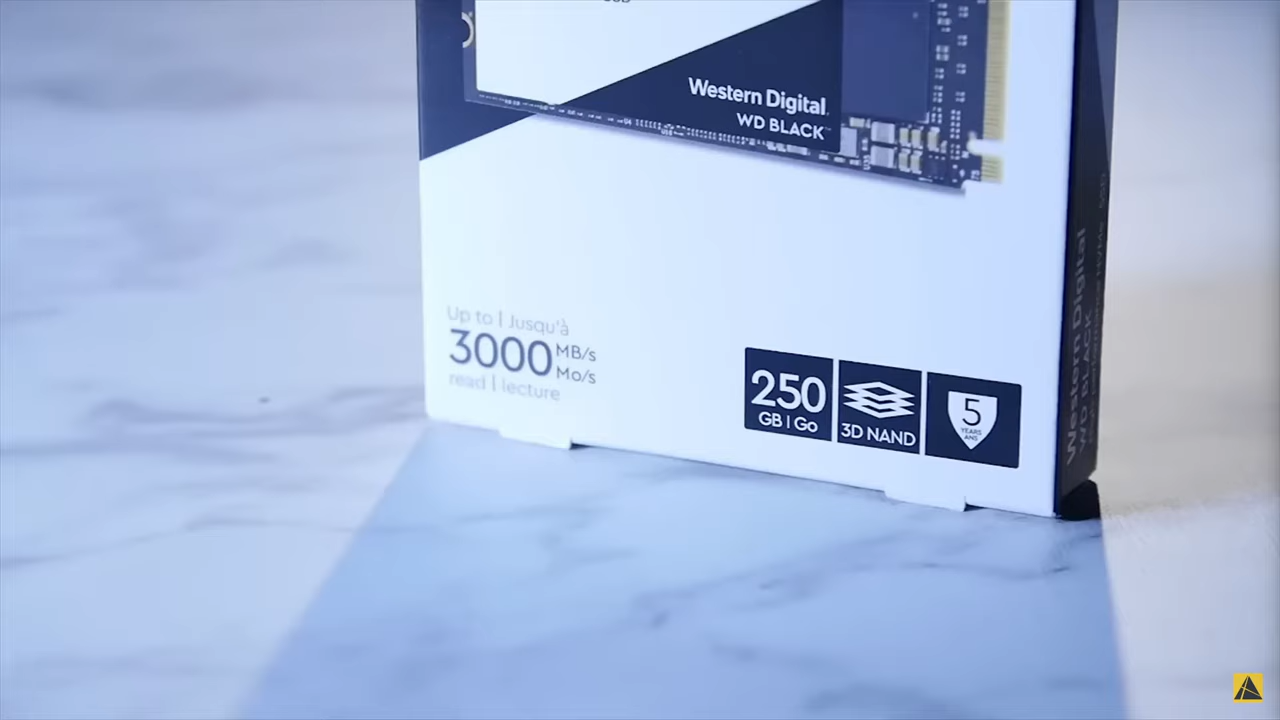 Western Digital
WD BLACK™
Up to | Jusqu'à
3000 MB/s
Mo/s
read | lecture
250
GB | Go
3D NAND
5
YEARS
ANS
Western Digital
WD BLACK